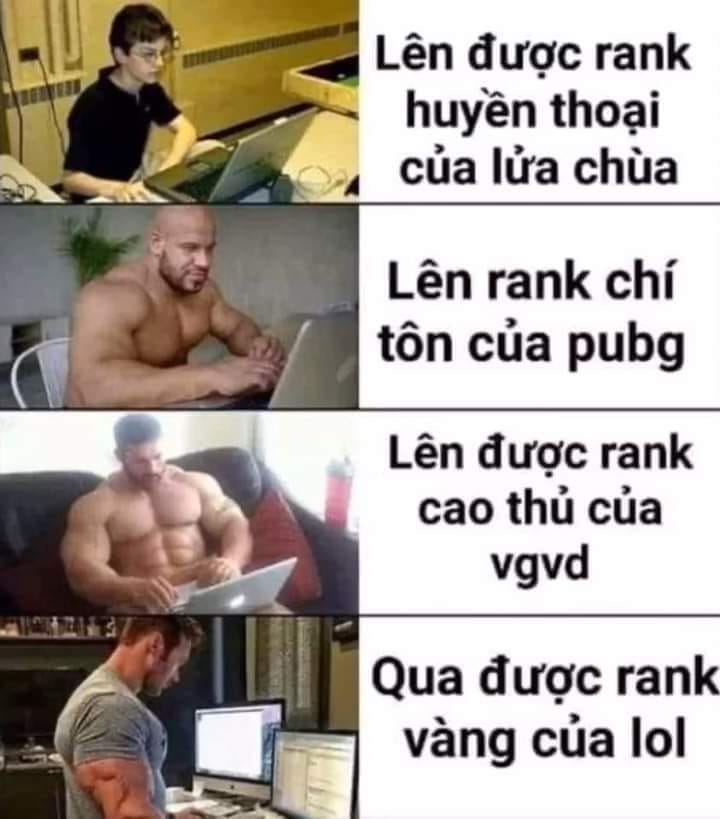 Lên được rank
huyền thoại
của lửa chùa
Lên rank chí
tôn của pubg
Lên được rank
cao thủ của
vgvd
Qua được rank
vàng của lol